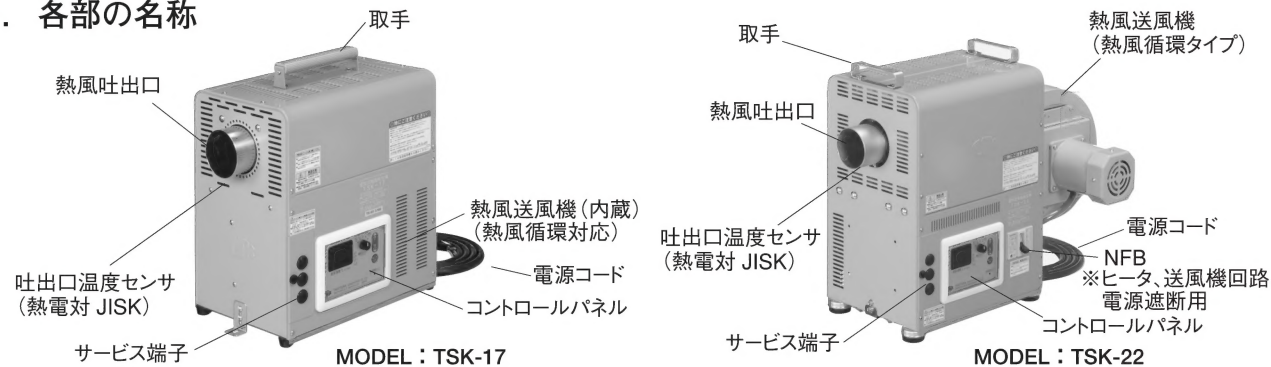 . 各部の名称
取手
熱風吐出口
熱風送風機（内蔵）
（熱風循環対応）
吐出口温度センサ
（熱電対 JISK）
電源コード
コントロールパネル
サービス端子
MODEL：TSK-17
取手
熱風送風機
（熱風循環タイプ）
熱風吐出口
吐出口温度センサ
（熱電対 JISK）
電源コード
NFB
※ヒータ、送風機回路
電源遮断用
コントロールパネル
サービス端子
MODEL：TSK-22